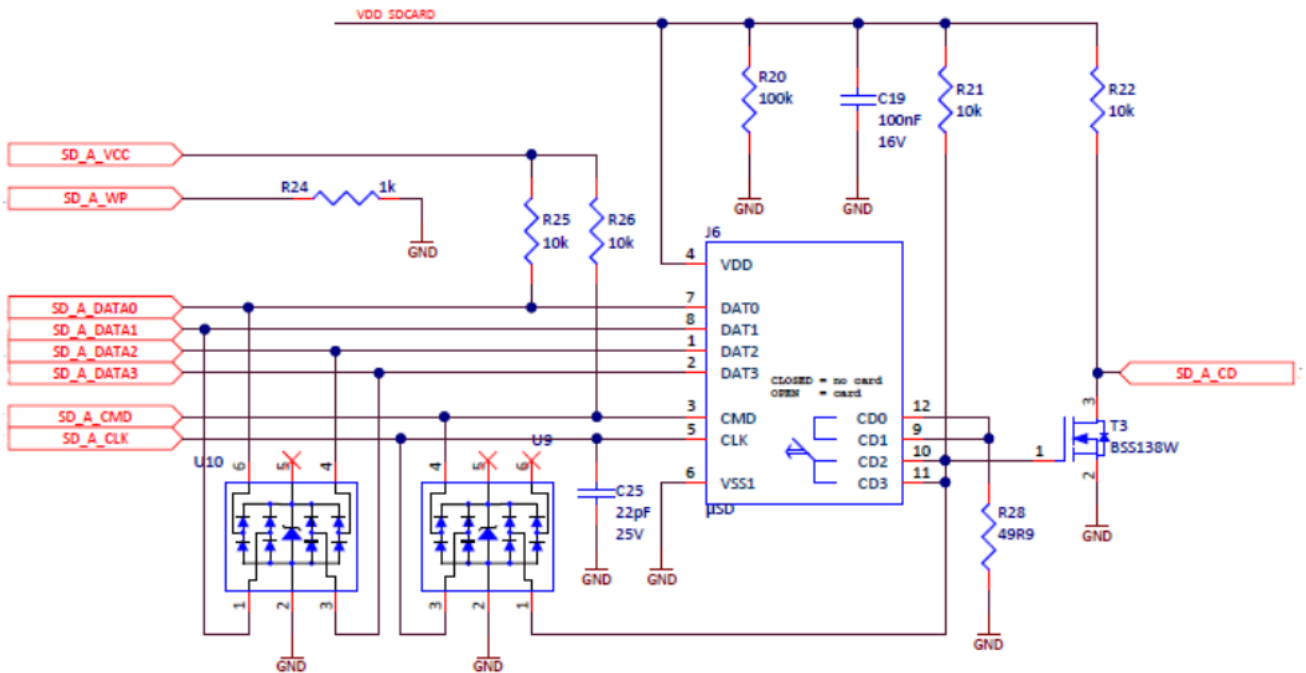 VDD SDCARD
R20
100k
C19
100nF
16V
R21
10k
R22
10k
SD_A_VCC
SD_A_WP
R24
1k
GND
R25
10k
R26
10k
GND
GND
J6
4
VDD
SD_A_DATA0
7
DAT0
SD_A_DATA1
8
DAT1
SD_A_DATA2
1
DAT2
SD_A_DATA3
2
DAT3
CLOSED = no card
OPEN = card
SD_A_CD
SD_A_CMD
3
CMD
CD0
12
SD_A_CLK
5
CLK
CD1
9
CD2
10
CD3
11
6
VSS1
µSD
3
T3
1
BSS138W
2
GND
U10
6
5
4
U9
4
5
6
C25
22pF
25V
GND
GND
R28
49R9
GND
1
2
3
GND
3
2
1
GND